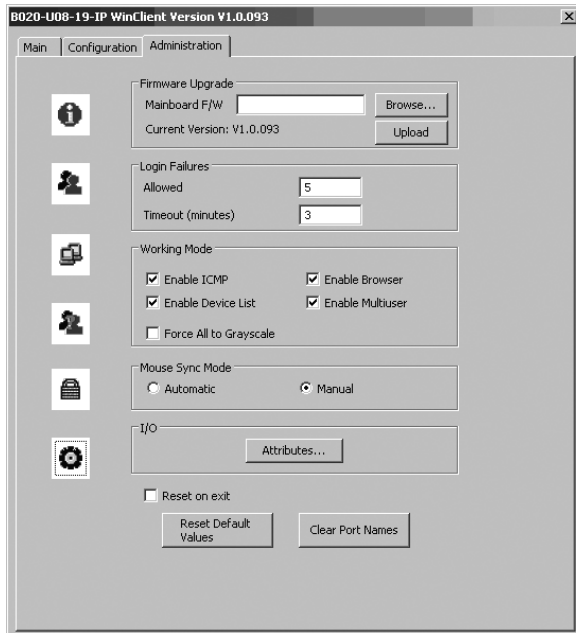 B020-U08-19-IP WinClient Version V1.0.093
Main Configuration Administration
Firmware Upgrade
Mainboard F/W Browse...
Current Version: V1.0.093 Upload
Login Failures
Allowed 5
Timeout (minutes) 3
Working Mode
Enable ICMP Enable Browser
Enable Device List Enable Multiuser
Force All to Grayscale
Mouse Sync Mode
Automatic Manual
I/O
Attributes...
Reset on exit
Reset Default
Values
Clear Port Names